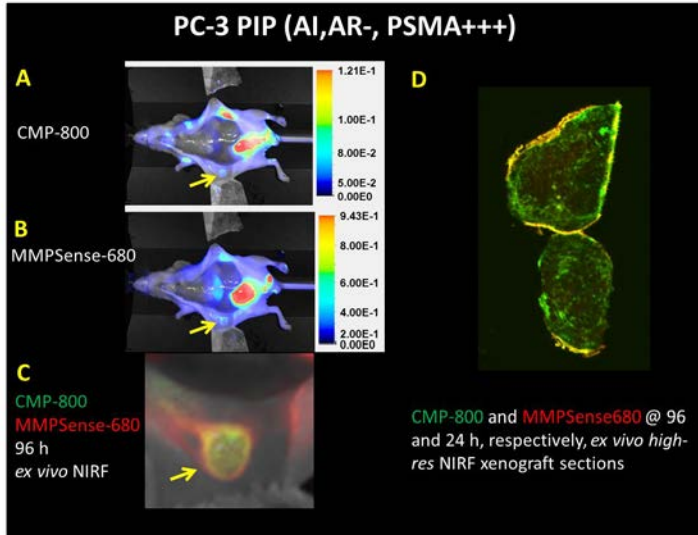 PC-3 PIP (AI,AR-, PSMA+++)
A
CMP-800
1.21E-1
1.00E-1
8.00E-2
5.00E-2
0.00E0
B
MMPSense-680
9.43E-1
8.00E-1
6.00E-1
4.00E-1
2.00E-1
0.00E0
C
CMP-800
MMPSense-680
96 h
ex vivo NIRF
D
CMP-800 and MMPSense680 @ 96
and 24 h, respectively, ex vivo high-
res NIRF xenograft sections